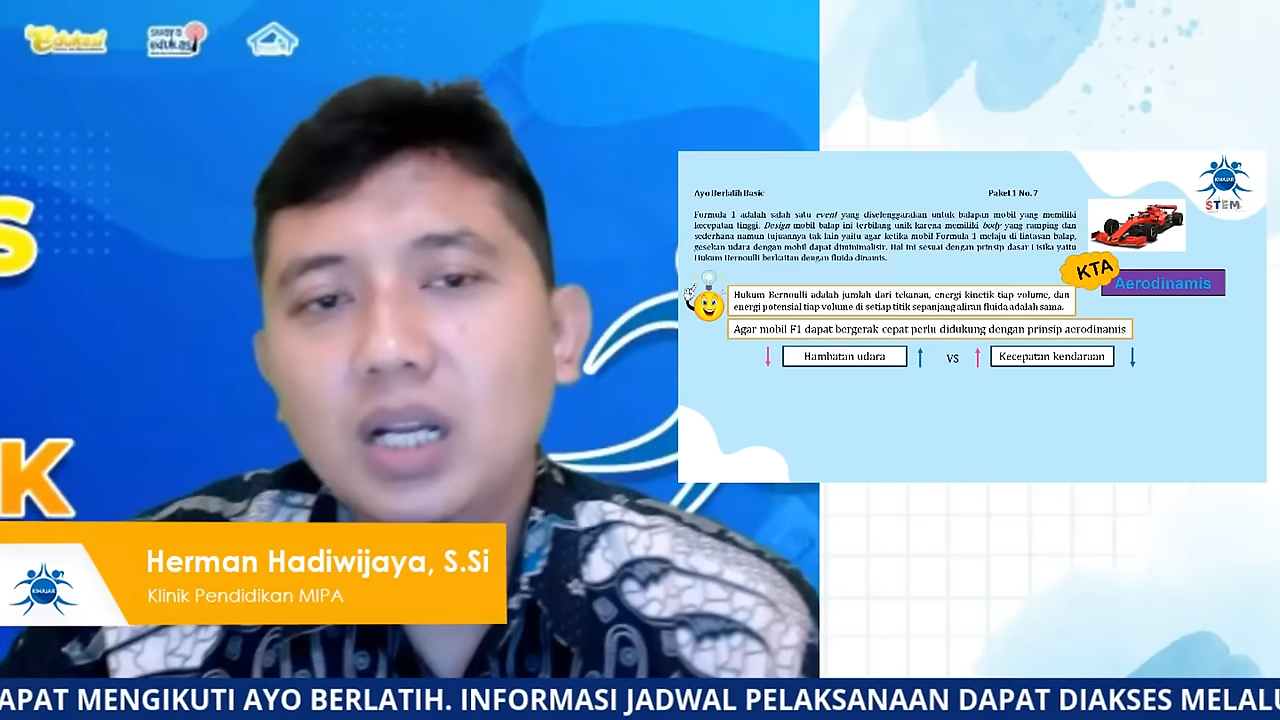 edukasi
suara
edukasi
S
K
Herman Hadiwijaya, S.Si
Klinik Pendidikan MIPA
KIHAJAR
Ayo Berlatih Basic
Paket 1 No. 7
Formula 1 adalah salah satu event yang diselenggarakan untuk balapan mobil yang memiliki
kecepatan tinggi. Design mobil balap ini terbilang unik karena memiliki body yang ramping dan
sederhana namun tujuannya tak lain yaitu agar ketika mobil Formula 1 melaju di lintasan balap,
gesekan udara dengan mobil dapat diminimalisir. Hal ini sesuai dengan prinsip dasar Fisika yaitu
Hukum Bernoulli berkaitan dengan fluida dinamis.
KIHAJAR
STEM
KTA
Aerodinamis
Hukum Bernoulli adalah jumlah dari tekanan, energi kinetik tiap volume, dan
energi potensial tiap volume di setiap titik sepanjang aliran fluida adalah sama.
Agar mobil F1 dapat bergerak cepat perlu didukung dengan prinsip aerodinamis
Hambatan udara
VS
Kecepatan kendaraan
APAT MENGIKUTI AYO BERLATIH. INFORMASI JADWAL PELAKSANAAN DAPAT DIAKSES MELALU